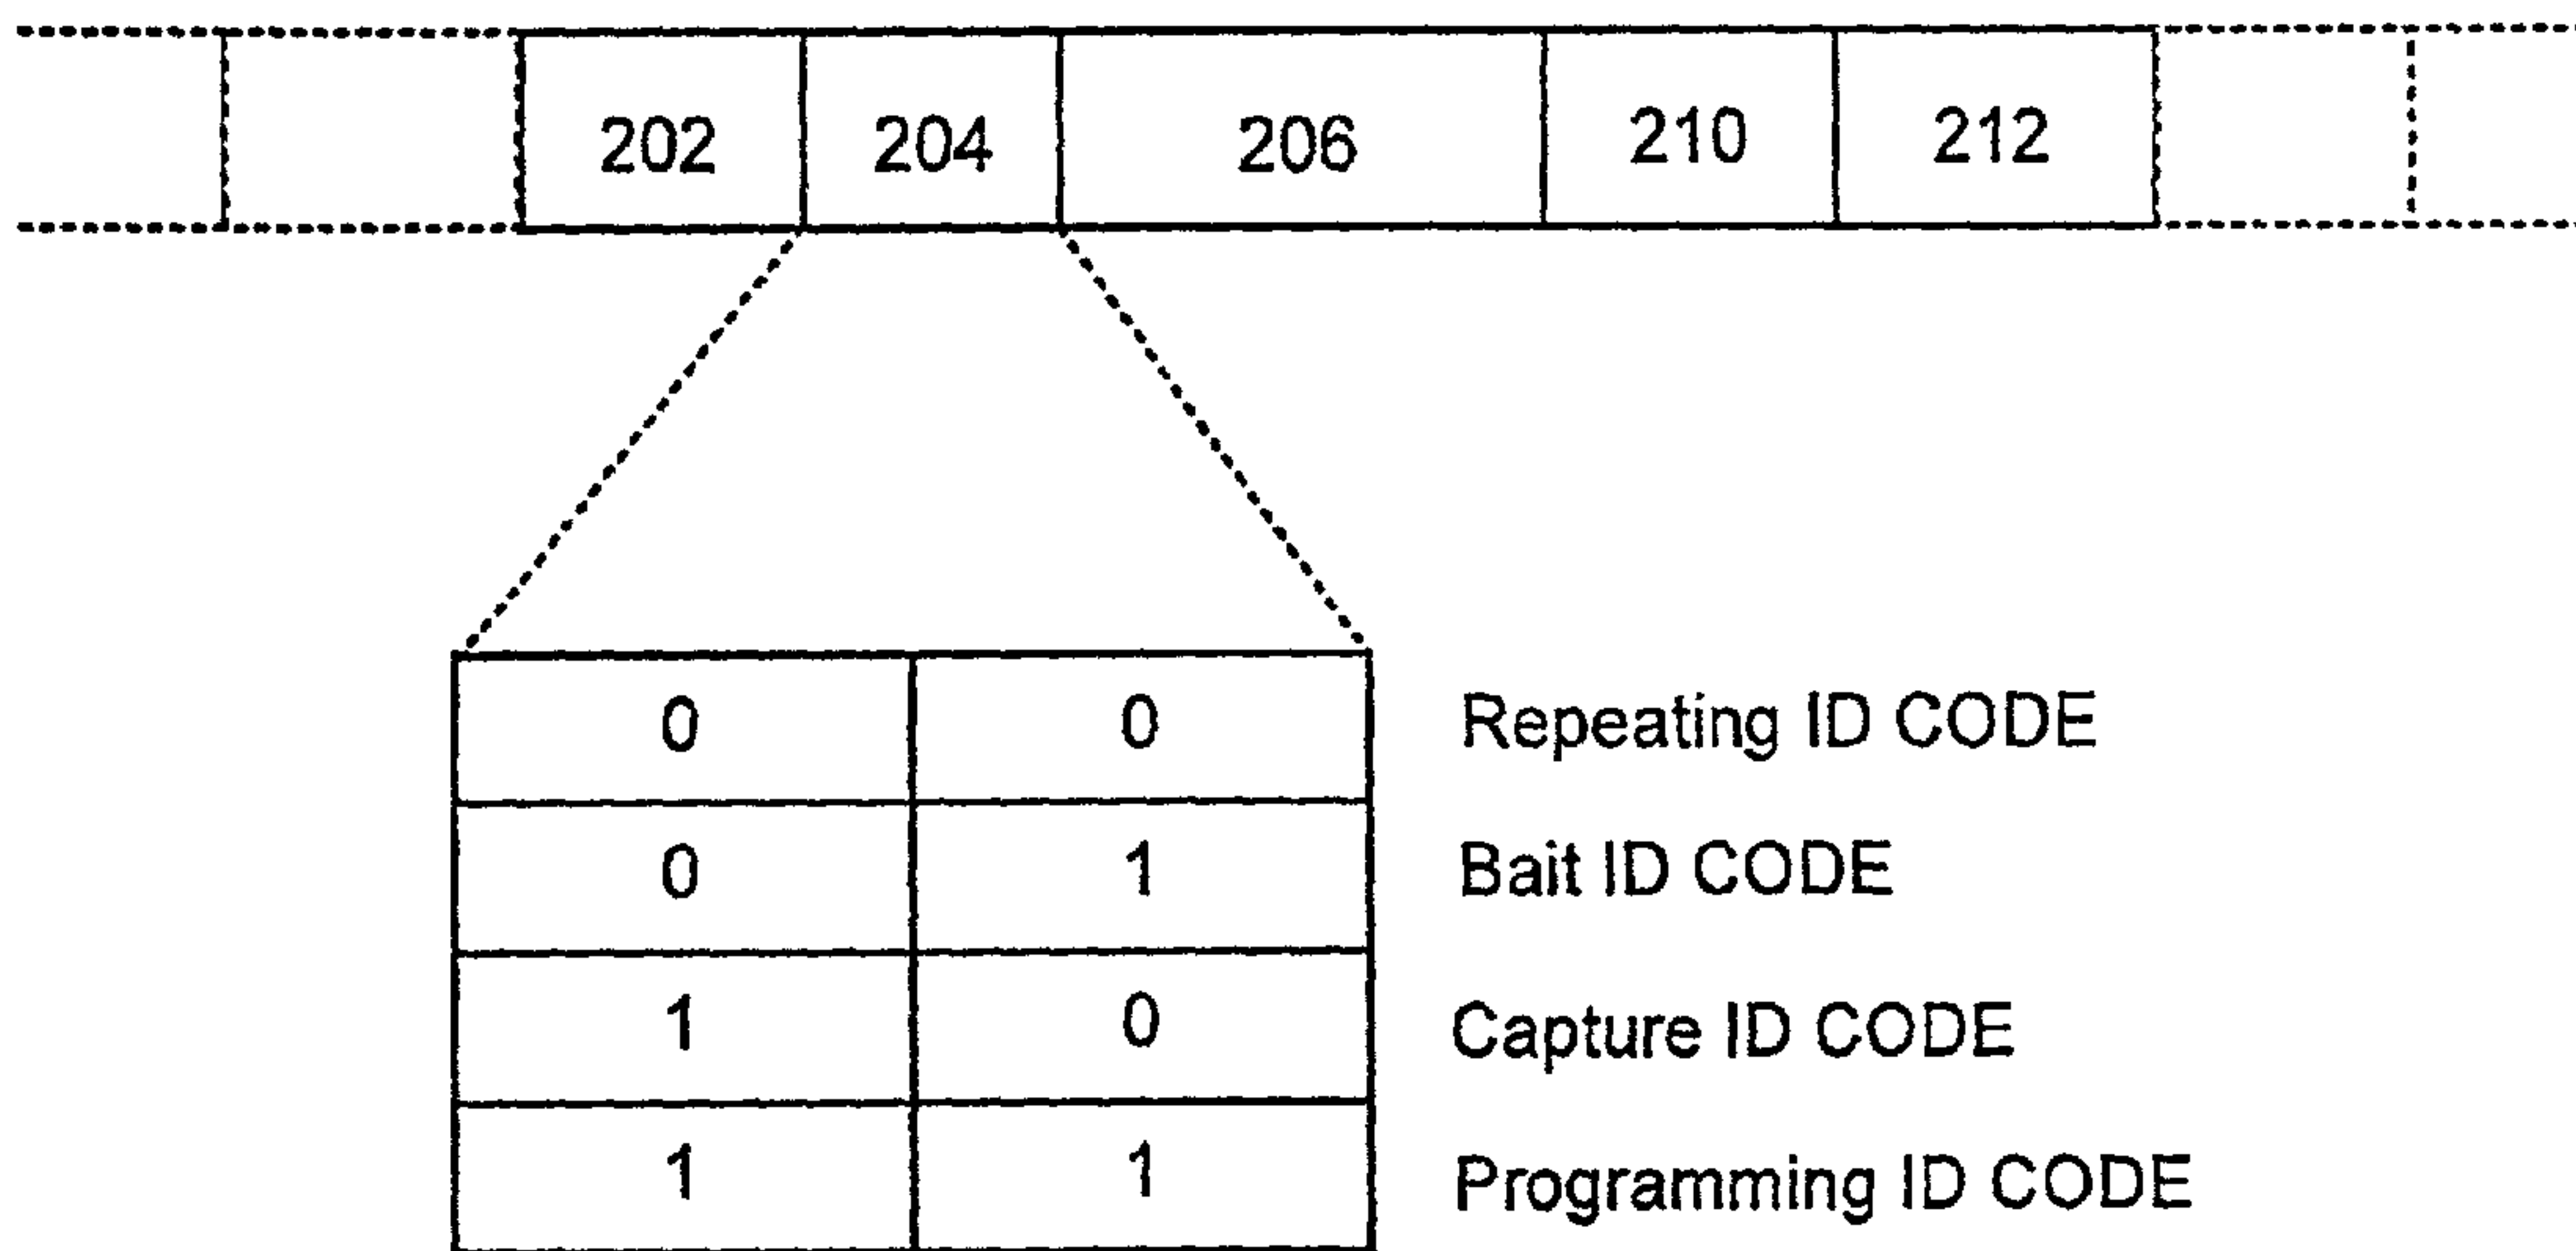 202 204 206 210 212
0 0 Repeating ID CODE
0 1 Bait ID CODE
1 0 Capture ID CODE
1 1 Programming ID CODE